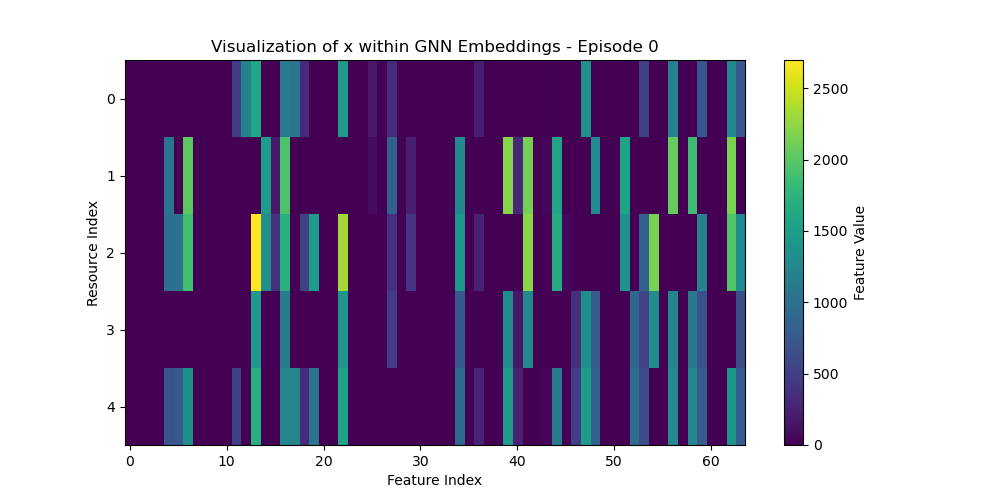 Visualization of x within GNN Embeddings - Episode 0
Resource Index
0
1
2
3
4
0 10 20 30 40 50 60
Feature Index
2500
2000
1500
1000
500
0
Feature Value